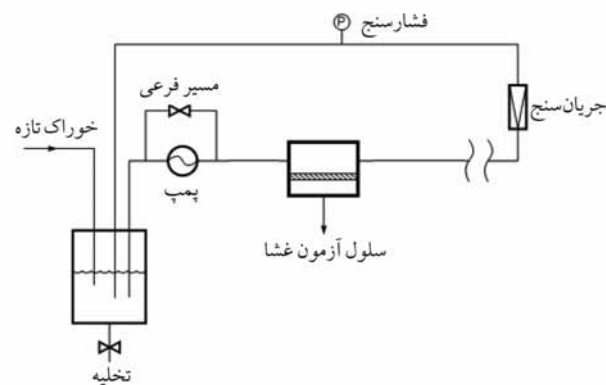 فشارسنج
P
مسیر فرعی
جریان‌سنج
خوراک تازه
پمپ
سلول آزمون غشا
تخلیه